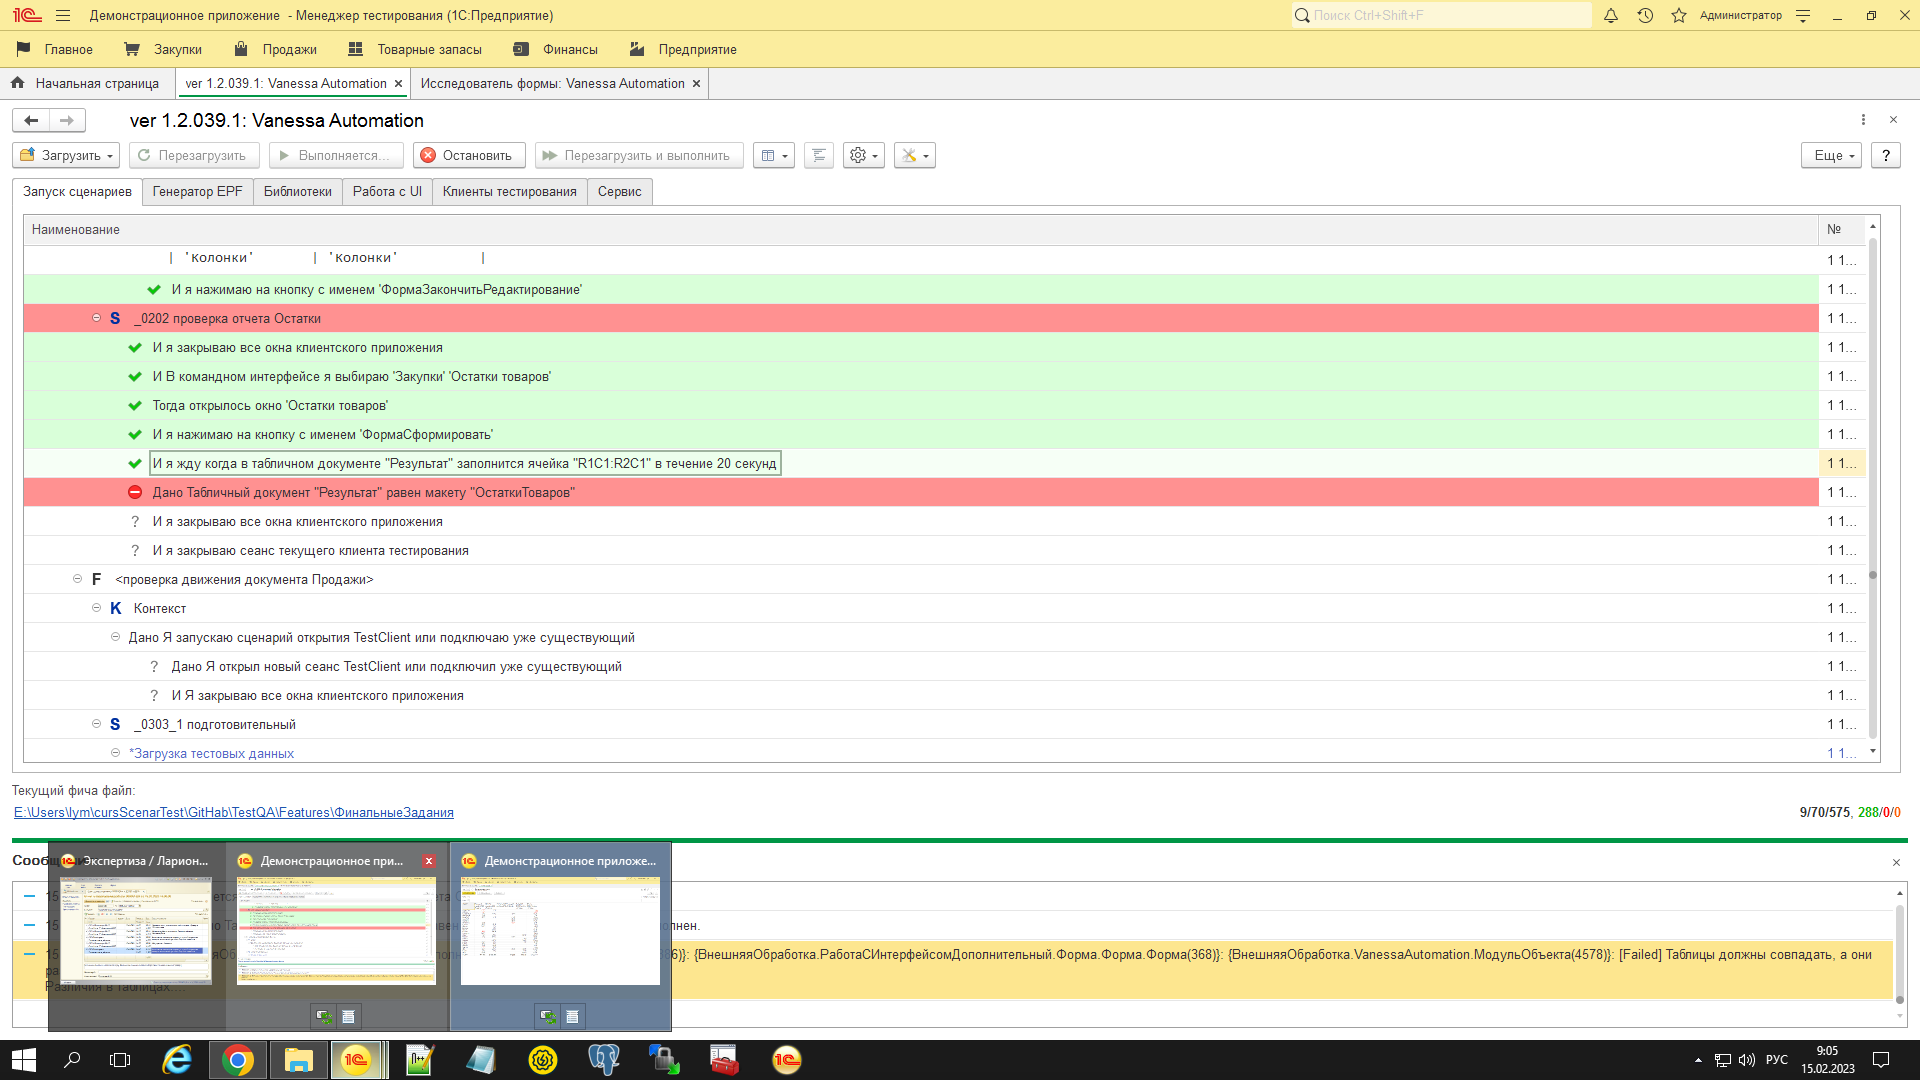 Демонстрационное приложение - Менеджер тестирования (1С:Предприятие)
Поиск Ctrl+Shift+F
Администратор
Главное
Закупки
Продажи
Товарные запасы
Финансы
Предприятие
Начальная страница
ver 1.2.039.1: Vanessa Automation
Исследователь формы: Vanessa Automation
ver 1.2.039.1: Vanessa Automation
Загрузить
Перезагрузить
Выполняется...
Остановить
Перезагрузить и выполнить
Еще
?
Запуск сценариев
Генератор EPF
Библиотеки
Работа с UI
Клиенты тестирования
Сервис
Наименование
№
| 'Колонки' | 'Колонки' | 1 1...
И я нажимаю на кнопку с именем 'ФормаЗакончитьРедактирование' 1 1...
S _0202 проверка отчета Остатки 1 1...
И я закрываю все окна клиентского приложения 1 1...
И В командном интерфейсе я выбираю 'Закупки' 'Остатки товаров' 1 1...
Тогда открылось окно 'Остатки товаров' 1 1...
И я нажимаю на кнопку с именем 'ФормаСформировать' 1 1...
И я жду когда в табличном документе "Результат" заполнится ячейка "R1C1:R2C1" в течение 20 секунд 1 1...
Дано Табличный документ "Результат" равен макету "ОстаткиТоваров" 1 1...
? И я закрываю все окна клиентского приложения 1 1...
? И я закрываю сеанс текущего клиента тестирования 1 1...
F <проверка движения документа Продажи> 1 1...
K Контекст 1 1...
Дано Я запускаю сценарий открытия TestClient или подключаю уже существующий 1 1...
? Дано Я открыл новый сеанс TestClient или подключил уже существующий 1 1...
? И Я закрываю все окна клиентского приложения 1 1...
S _0303_1 подготовительный 1 1...
*Загрузка тестовых данных 1 1...
Текущий фича файл:
E:\Users\lym\cursScenarTest\GitHab\TestQA\Features\ФинальныеЗадания
9/70/575, 288/0/0
Экспертиза / Ларион...
Демонстрационное при...
Демонстрационное приложе...
)}: {ВнешняяОбработка.РаботаСИнтерфейсомДополнительный.Форма.Форма.Форма(368)}: {ВнешняяОбработка.VanessaAutomation.МодульОбъекта(4578)}: [Failed] Таблицы должны совпадать, а они
Различия в таблицах....
РУС
9:05
15.02.2023